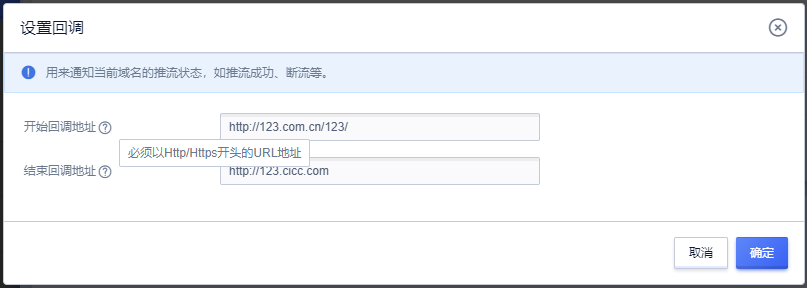 设置回调
用来通知当前域名的推流状态，如推流成功、断流等。
开始回调地址
http://123.com.cn/123/
必须以Http/Https开头的URL地址
结束回调地址
http://123.cicc.com
取消
确定